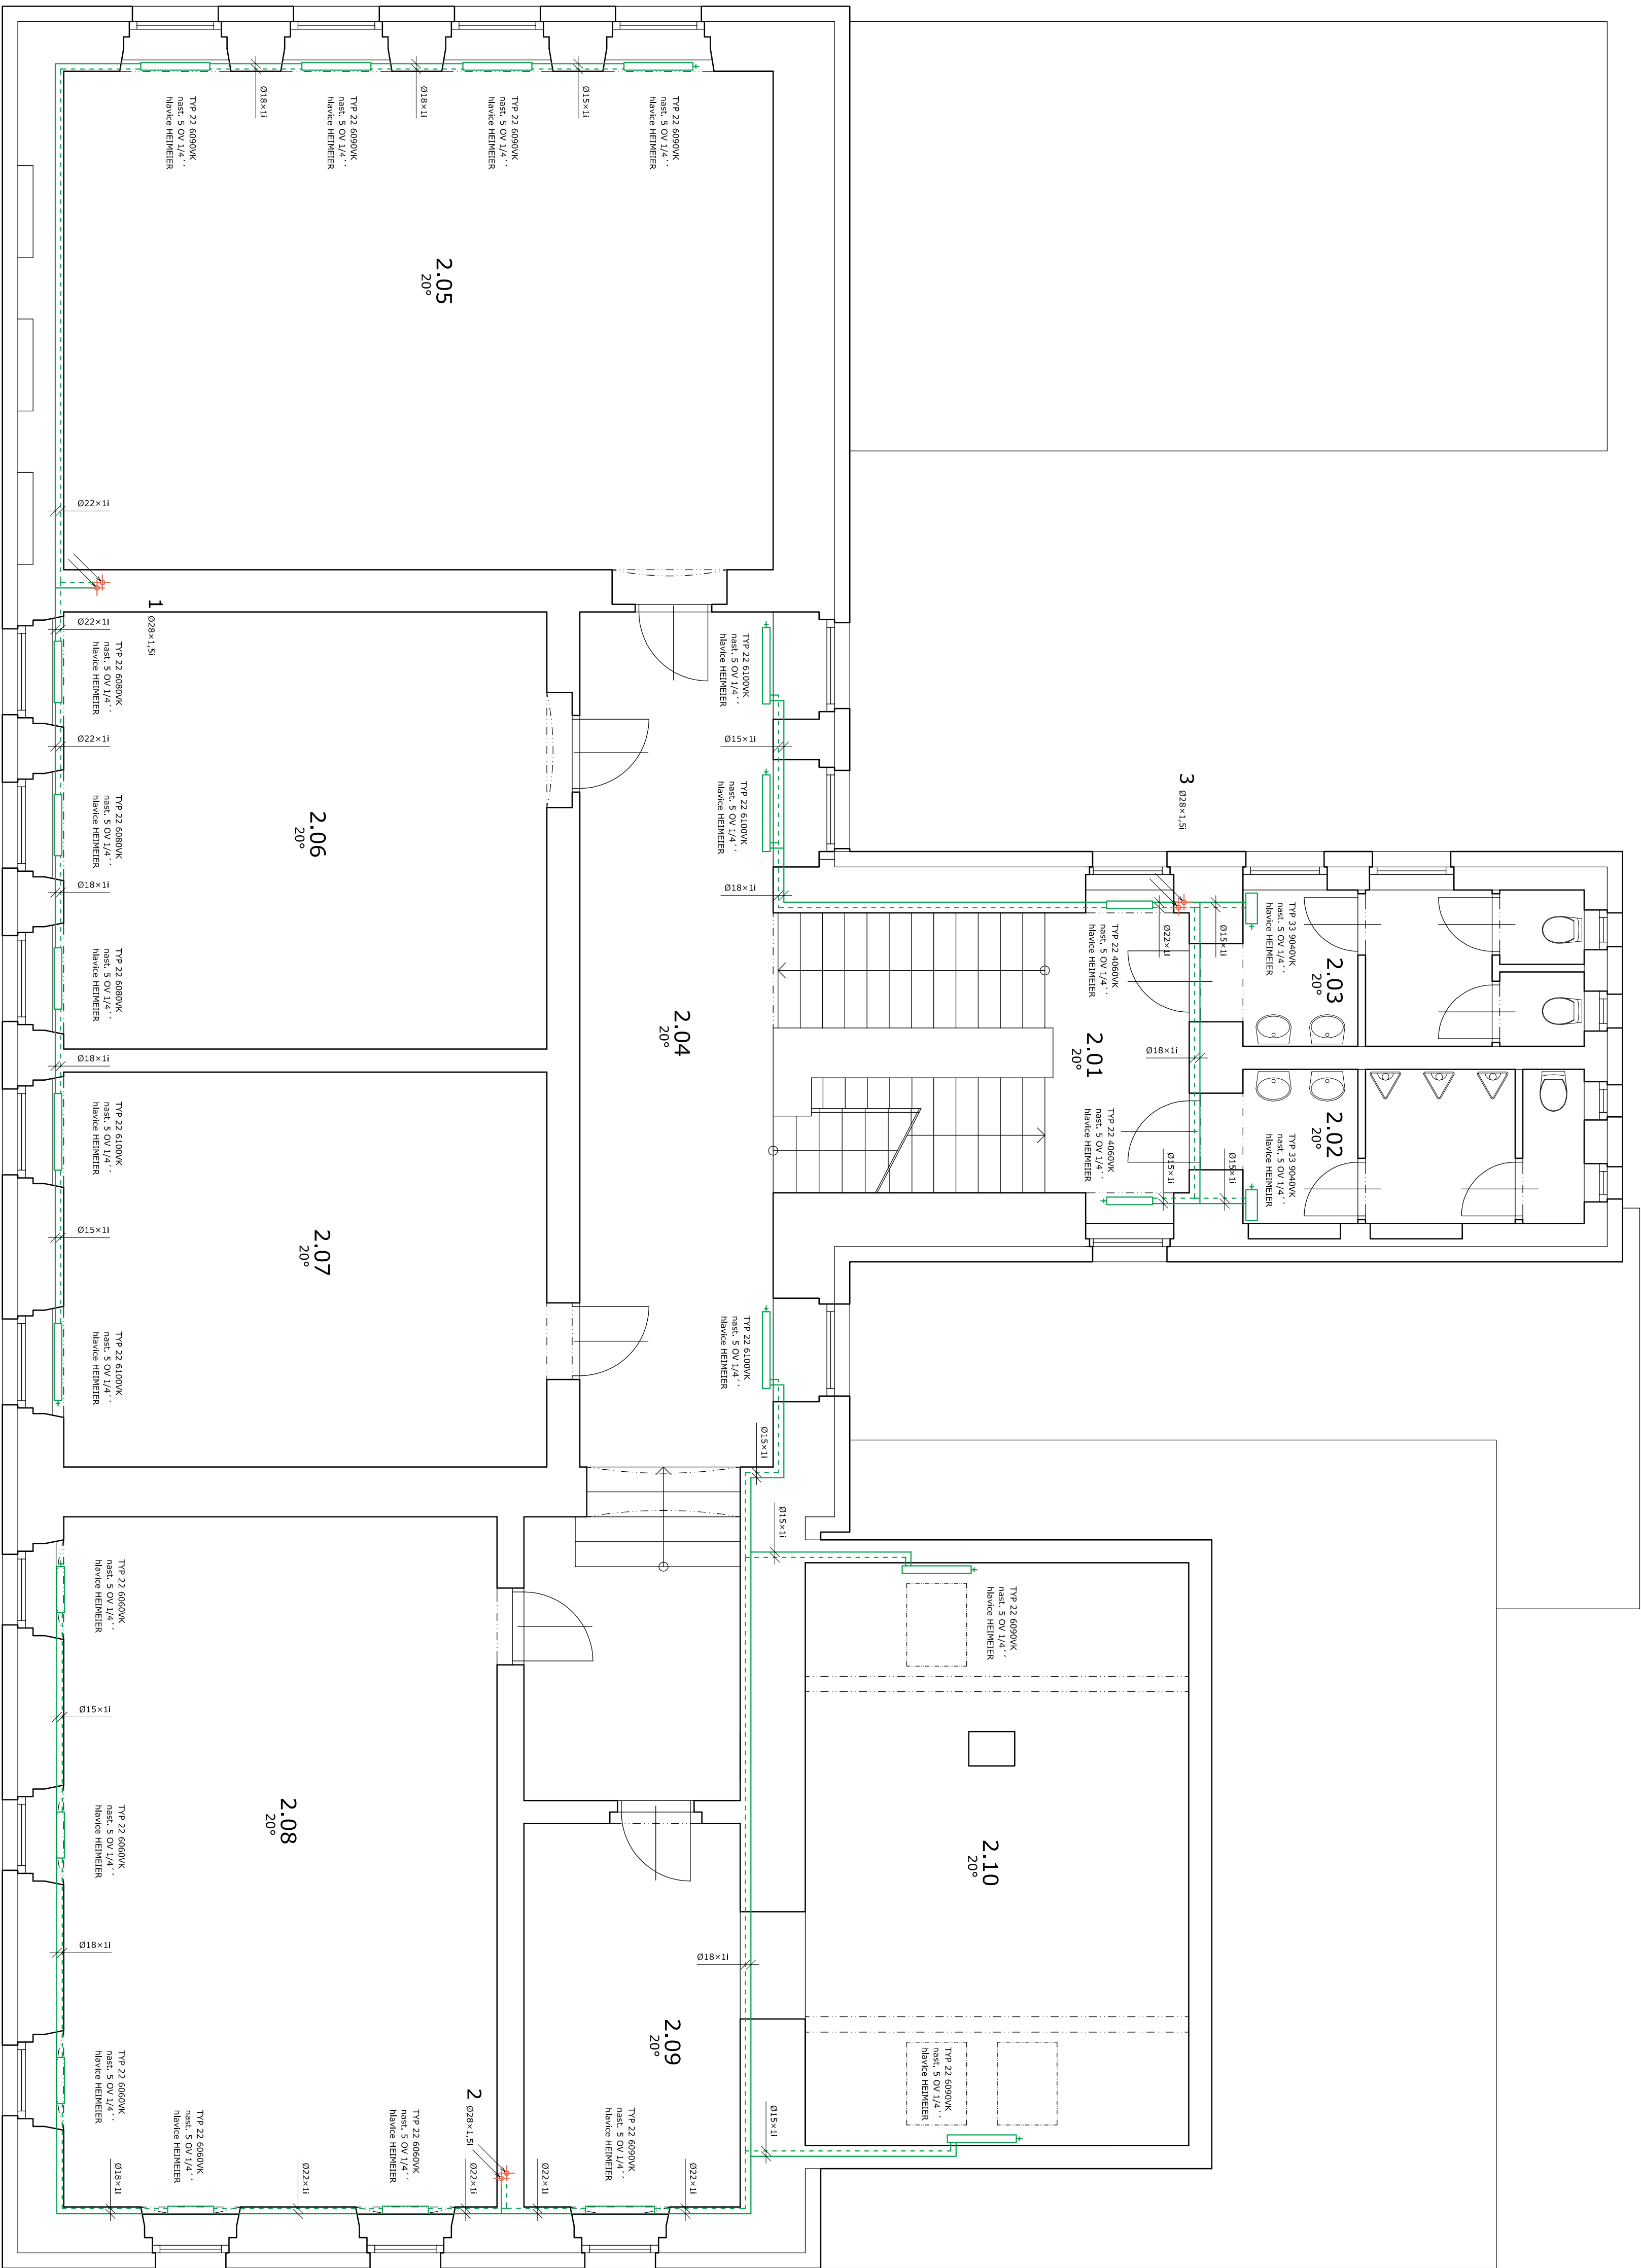 TYP 22 6090VK
nast. 5 OV 1/4´´
hlavice HEIMEIER
Ø18×1i
TYP 22 6090VK
nast. 5 OV 1/4´´
hlavice HEIMEIER
Ø18×1i
TYP 22 6090VK
nast. 5 OV 1/4´´
hlavice HEIMEIER
Ø15×1i
TYP 22 6090VK
nast. 5 OV 1/4´´
hlavice HEIMEIER
2.05
20°
Ø22×1i
1
Ø28×1,5i
Ø22×1i
TYP 22 6080VK
nast. 5 OV 1/4´´
hlavice HEIMEIER
Ø22×1i
TYP 22 6080VK
nast. 5 OV 1/4´´
hlavice HEIMEIER
Ø18×1i
TYP 22 6080VK
nast. 5 OV 1/4´´
hlavice HEIMEIER
2.06
20°
Ø18×1i
TYP 22 6100VK
nast. 5 OV 1/4´´
hlavice HEIMEIER
Ø15×1i
TYP 22 6100VK
nast. 5 OV 1/4´´
hlavice HEIMEIER
2.07
20°
TYP 22 6100VK
nast. 5 OV 1/4´´
hlavice HEIMEIER
Ø15×1i
TYP 22 6100VK
nast. 5 OV 1/4´´
hlavice HEIMEIER
Ø18×1i
2.04
20°
3
Ø28×1,5i
TYP 22 4060VK
nast. 5 OV 1/4´´
hlavice HEIMEIER
Ø22×1i
Ø15×1i
TYP 33 9040VK
nast. 5 OV 1/4´´
hlavice HEIMEIER
2.03
20°
2.01
20°
Ø18×1i
TYP 22 4060VK
nast. 5 OV 1/4´´
hlavice HEIMEIER
Ø15×1i
Ø15×1i
TYP 33 9040VK
nast. 5 OV 1/4´´
hlavice HEIMEIER
2.02
20°
TYP 22 6100VK
nast. 5 OV 1/4´´
hlavice HEIMEIER
Ø15×1i
Ø15×1i
TYP 22 6090VK
nast. 5 OV 1/4´´
hlavice HEIMEIER
2.10
20°
TYP 22 6060VK
nast. 5 OV 1/4´´
hlavice HEIMEIER
Ø15×1i
TYP 22 6060VK
nast. 5 OV 1/4´´
hlavice HEIMEIER
2.08
20°
Ø18×1i
TYP 22 6060VK
nast. 5 OV 1/4´´
hlavice HEIMEIER
Ø18×1i
2.09
20°
TYP 22 6090VK
nast. 5 OV 1/4´´
hlavice HEIMEIER
Ø18×1i
TYP 22 6060VK
nast. 5 OV 1/4´´
hlavice HEIMEIER
Ø22×1i
TYP 22 6060VK
nast. 5 OV 1/4´´
hlavice HEIMEIER
2
Ø28×1,5i
Ø22×1i
Ø22×1i
TYP 22 6090VK
nast. 5 OV 1/4´´
hlavice HEIMEIER
Ø22×1i
Ø15×1i